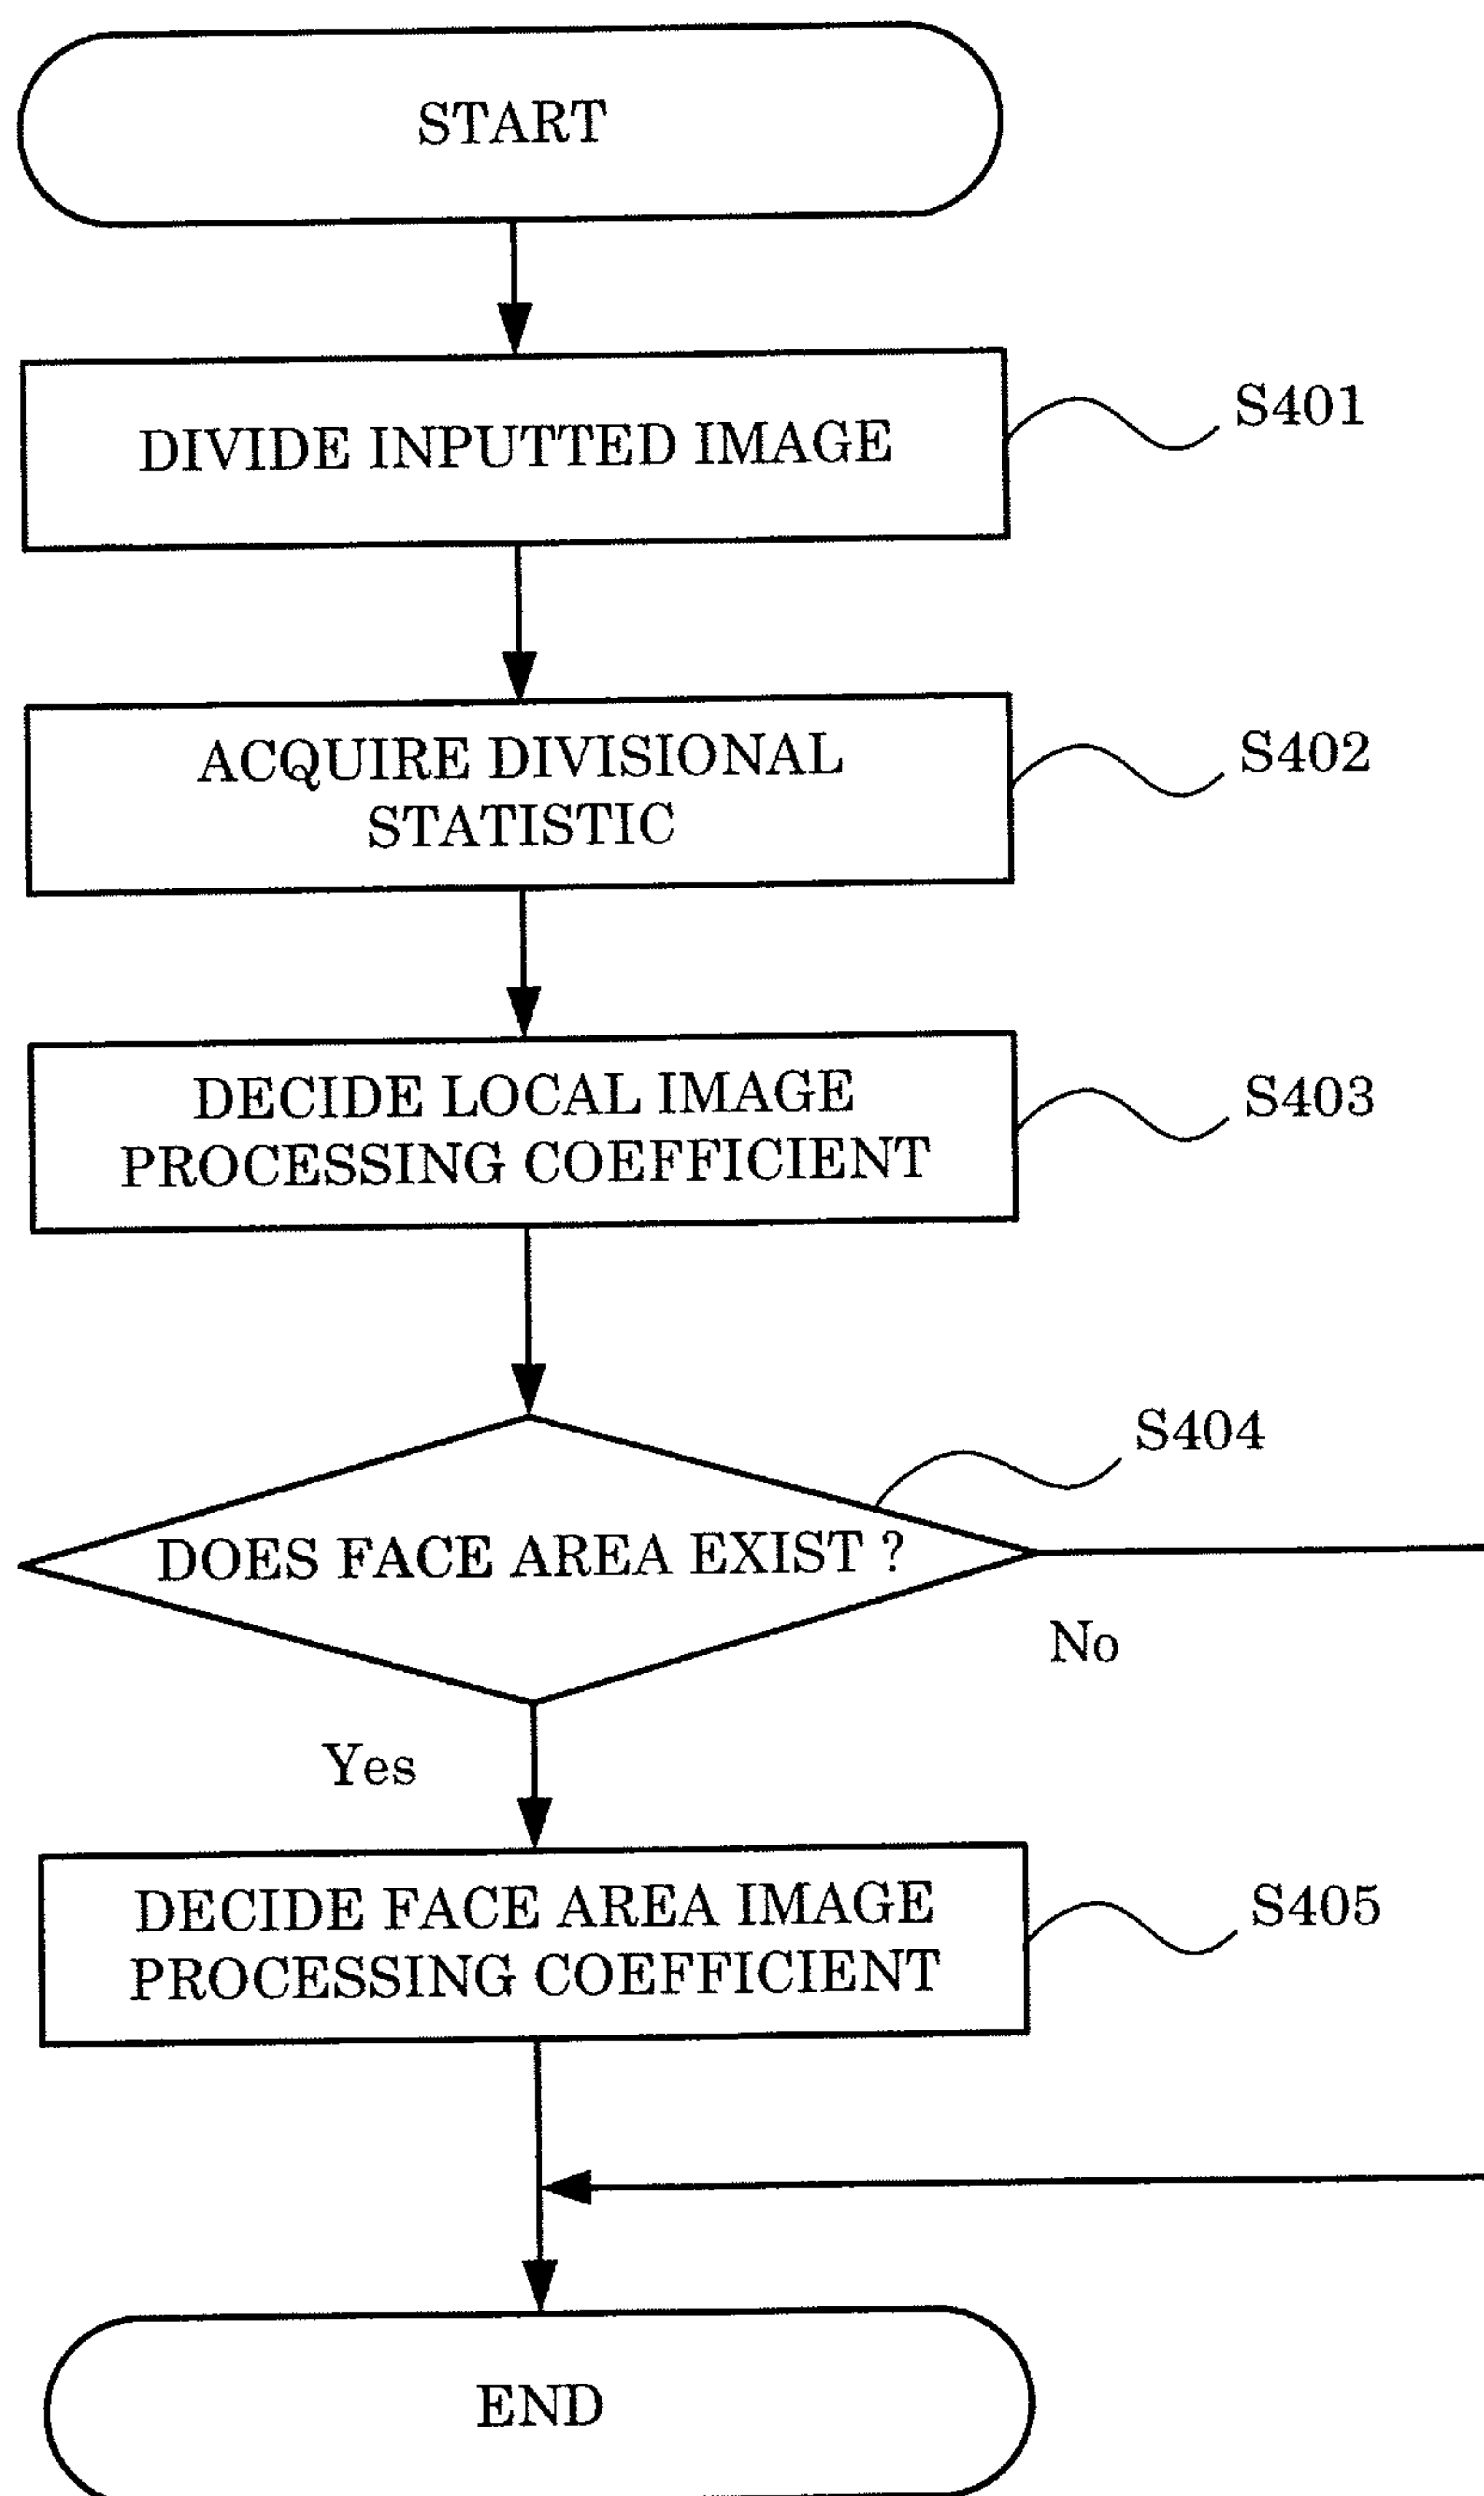 START
DIVIDE INPUTTED IMAGE
S401
ACQUIRE DIVISIONAL
STATISTIC
S402
DECIDE LOCAL IMAGE
PROCESSING COEFFICIENT
S403
S404
DOES FACE AREA EXIST ?
No
Yes
DECIDE FACE AREA IMAGE
PROCESSING COEFFICIENT
S405
END